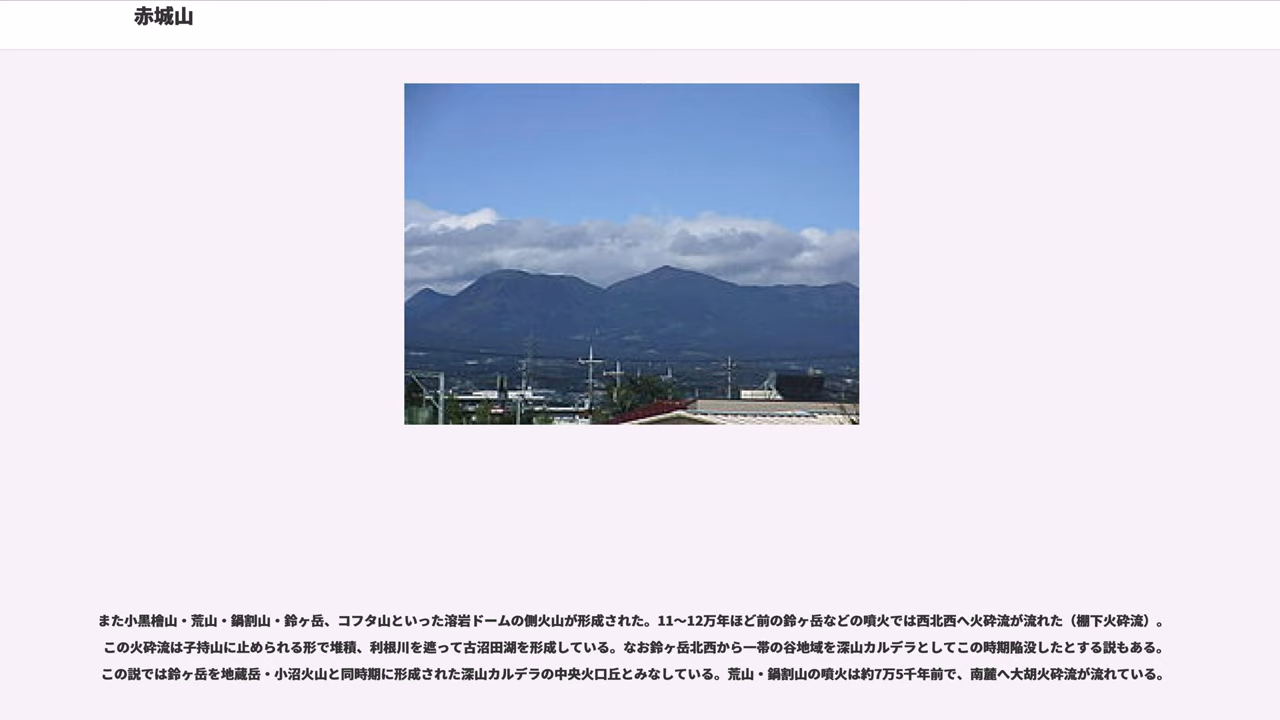 赤城山
また小黒檜山・荒山・鍋割山・鈴ヶ岳、コフタ山といった溶岩ドームの側火山が形成された。11〜12万年ほど前の鈴ヶ岳などの噴火では西北西へ火砕流が流れた（棚下火砕流）。
この火砕流は子持山に止められる形で堆積、利根川を遮って古沼田湖を形成している。なお鈴ヶ岳北西から一帯の谷地域を深山カルデラとしてこの時期陥没したとする説もある。
この説では鈴ヶ岳を地蔵岳・小沼火山と同時期に形成された深山カルデラの中央火口丘とみなしている。荒山・鍋割山の噴火は約7万5千年前で、南麓へ大胡火砕流が流れている。